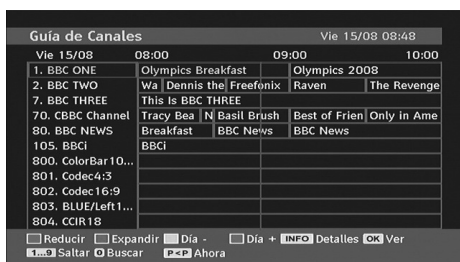 Guía de Canales Vie 15/08 08:48
Vie 15/08 08:00 09:00 10:00
1. BBC ONE Olympics Breakfast Olympics 2008
2. BBC TWO Wa Dennis the Freefonix Raven The Revenge
7. BBC THREE This Is BBC THREE
70. CBBC Channel Tracy Bea N Basil Brush Best of Frien Only in Ame
80. BBC NEWS Breakfast BBC News BBC News
105. BBCi BBCi
800. ColorBar10...
801. Codec4:3
802. Codec16:9
803. BLUE/Left1...
804. CCIR18
Reducir Expandir Día - Día + INFO Detalles OK Ver
1...9 Saltar 0 Buscar P<P Ahora